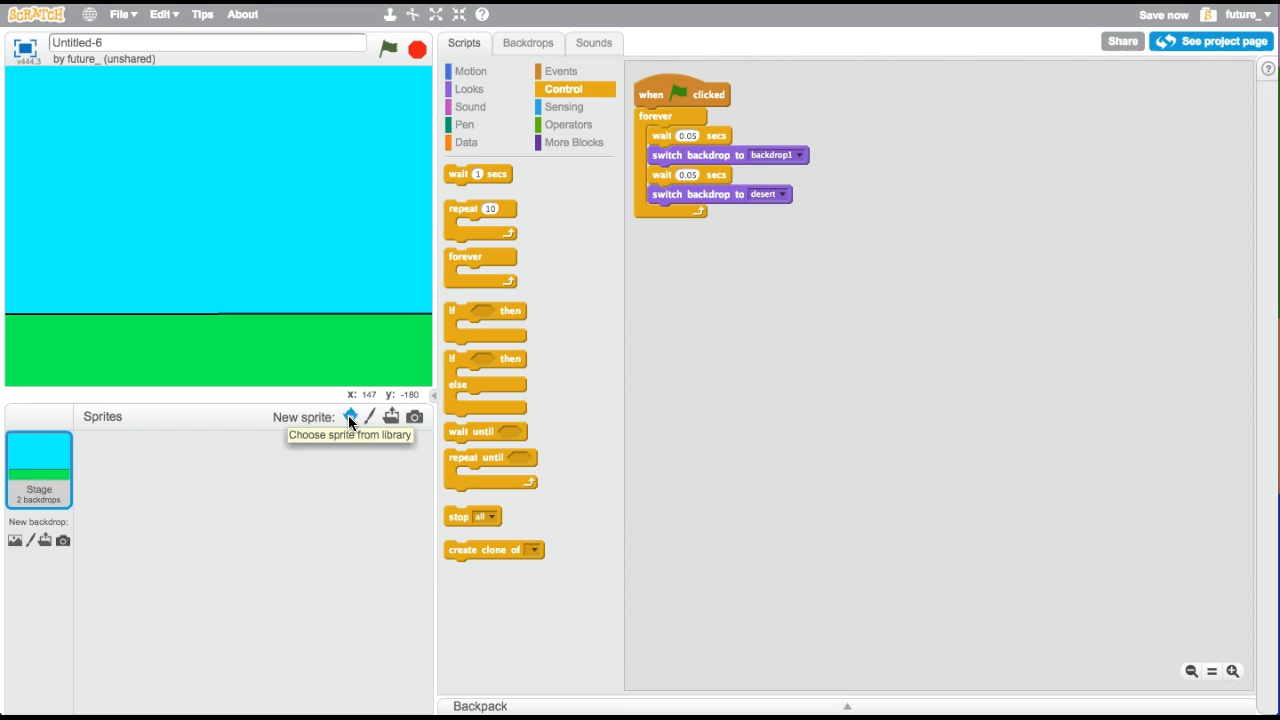 SCRATCH File▼ Edit▼ Tips About Save now future_▼
Untitled-6
by future_ (unshared)
v444.3
Scripts Backdrops Sounds
Share See project page
Motion Events
Looks Control
Sound Sensing
Pen Operators
Data More Blocks
wait 1 secs
repeat 10
forever
if then
if then
else
wait until
repeat until
stop all
create clone of
when clicked
forever
wait 0.05 secs
switch backdrop to backdrop1
wait 0.05 secs
switch backdrop to desert
x: 147 y: -180
Sprites New sprite:
Choose sprite from library
Stage
2 backdrops
New backdrop:
Backpack